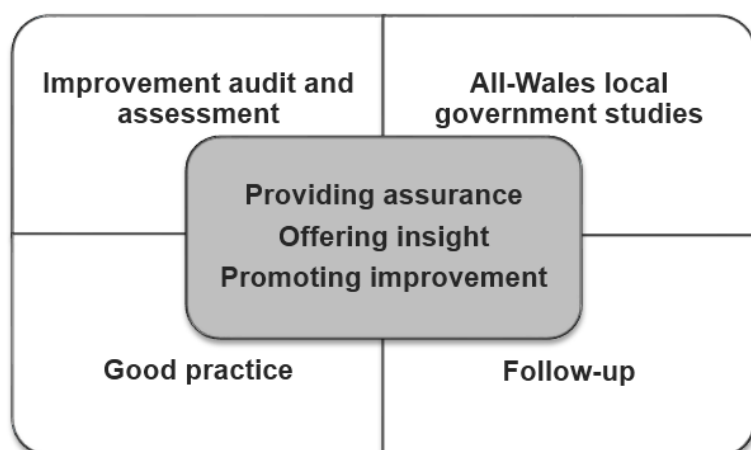 Improvement audit and
assessment
All-Wales local
government studies
Providing assurance
Offering insight
Promoting improvement
Good practice
Follow-up